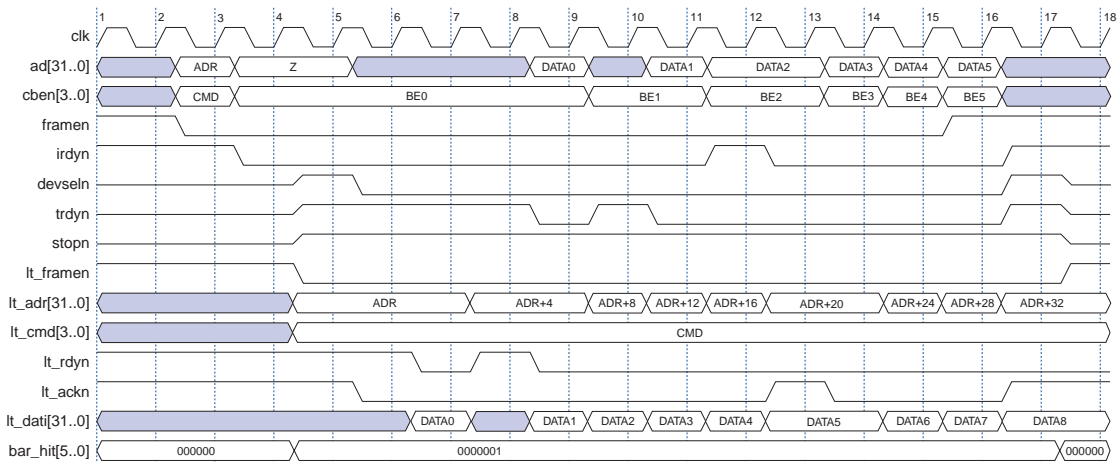 1 2 3 4 5 6 7 8 9 10 11 12 13 14 15 16 17 18
clk
ad[31..0] ADR Z DATA0 DATA1 DATA2 DATA3 DATA4 DATA5
cben[3..0] CMD BE0 BE1 BE2 BE3 BE4 BE5
framen
irdyn
devseln
trdyn
stopn
lt_framen
lt_adr[31..0] ADR ADR+4 ADR+8 ADR+12 ADR+16 ADR+20 ADR+24 ADR+28 ADR+32
lt_cmd[3..0] CMD
lt_rdyn
lt_ackn
lt_dati[31..0] DATA0 DATA1 DATA2 DATA3 DATA4 DATA5 DATA6 DATA7 DATA8
bar_hit[5..0] 000000 0000001 000000